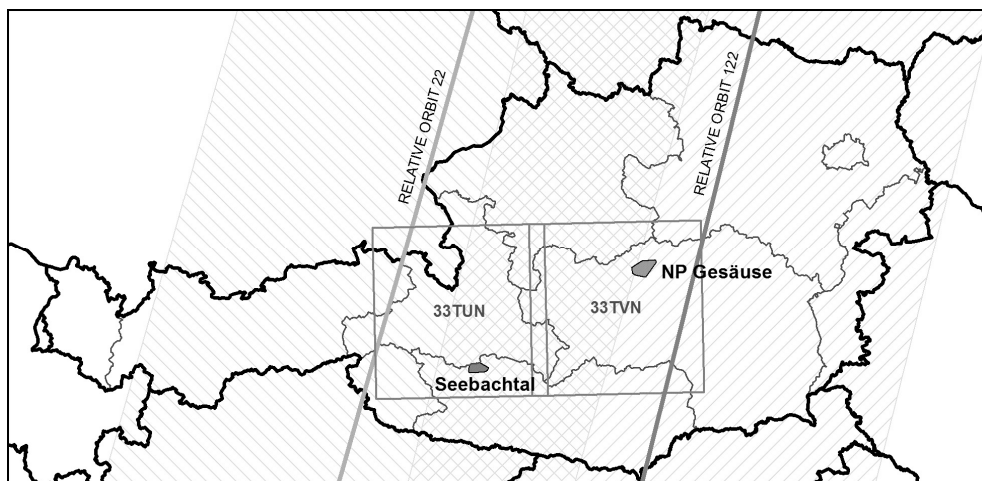 RELATIVE ORBIT 22
RELATIVE ORBIT 122
NP Gesäuse
33TUN
33TVN
Seebachtal